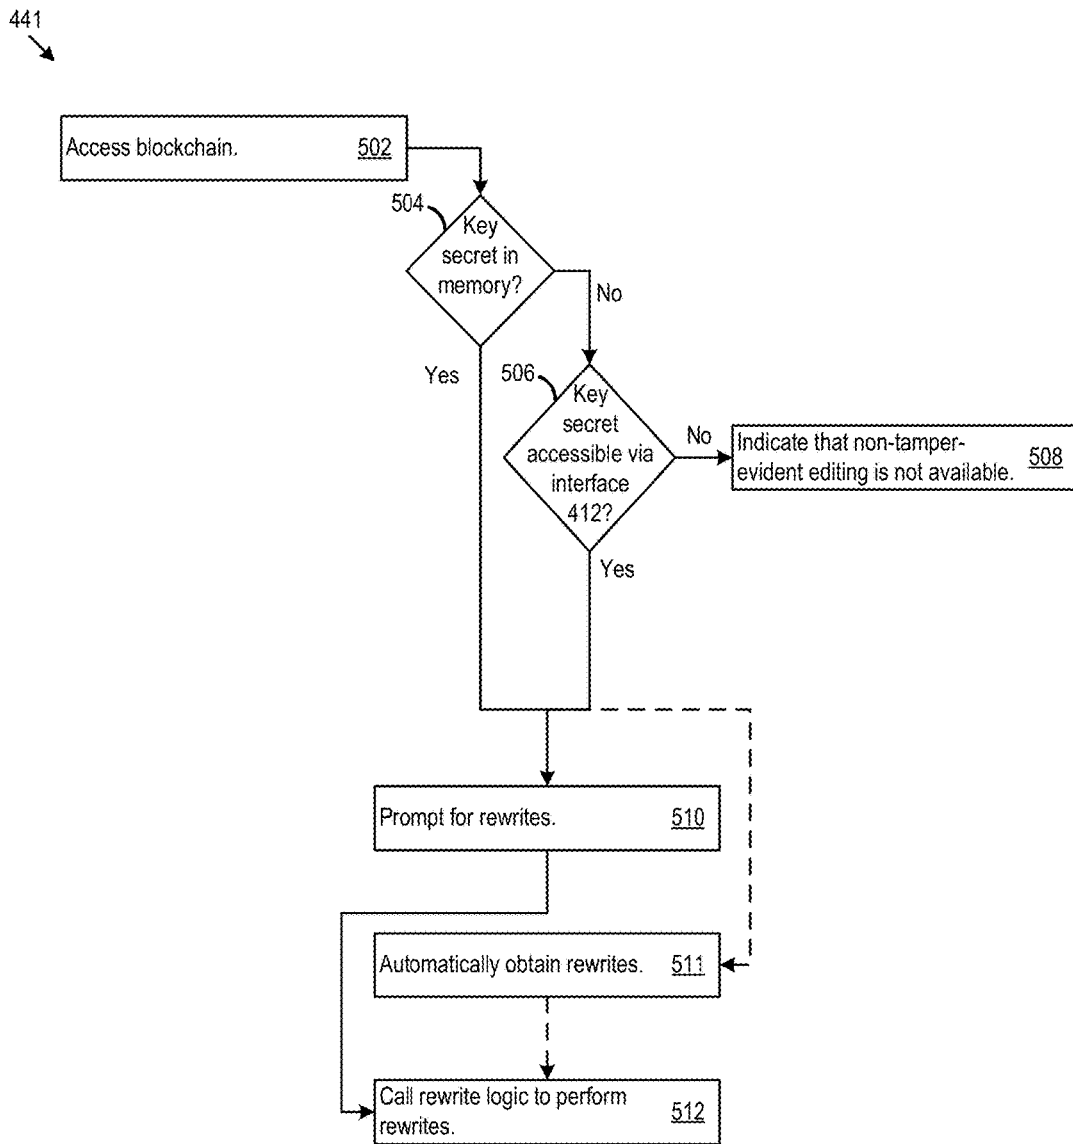 441
Access blockchain. 502
504
Key
secret in
memory?
No
Yes
506
Key
secret
accessible via
interface
412?
No
Indicate that non-tamper-
evident editing is not available. 508
Yes
Prompt for rewrites. 510
Automatically obtain rewrites. 511
Call rewrite logic to perform
rewrites. 512